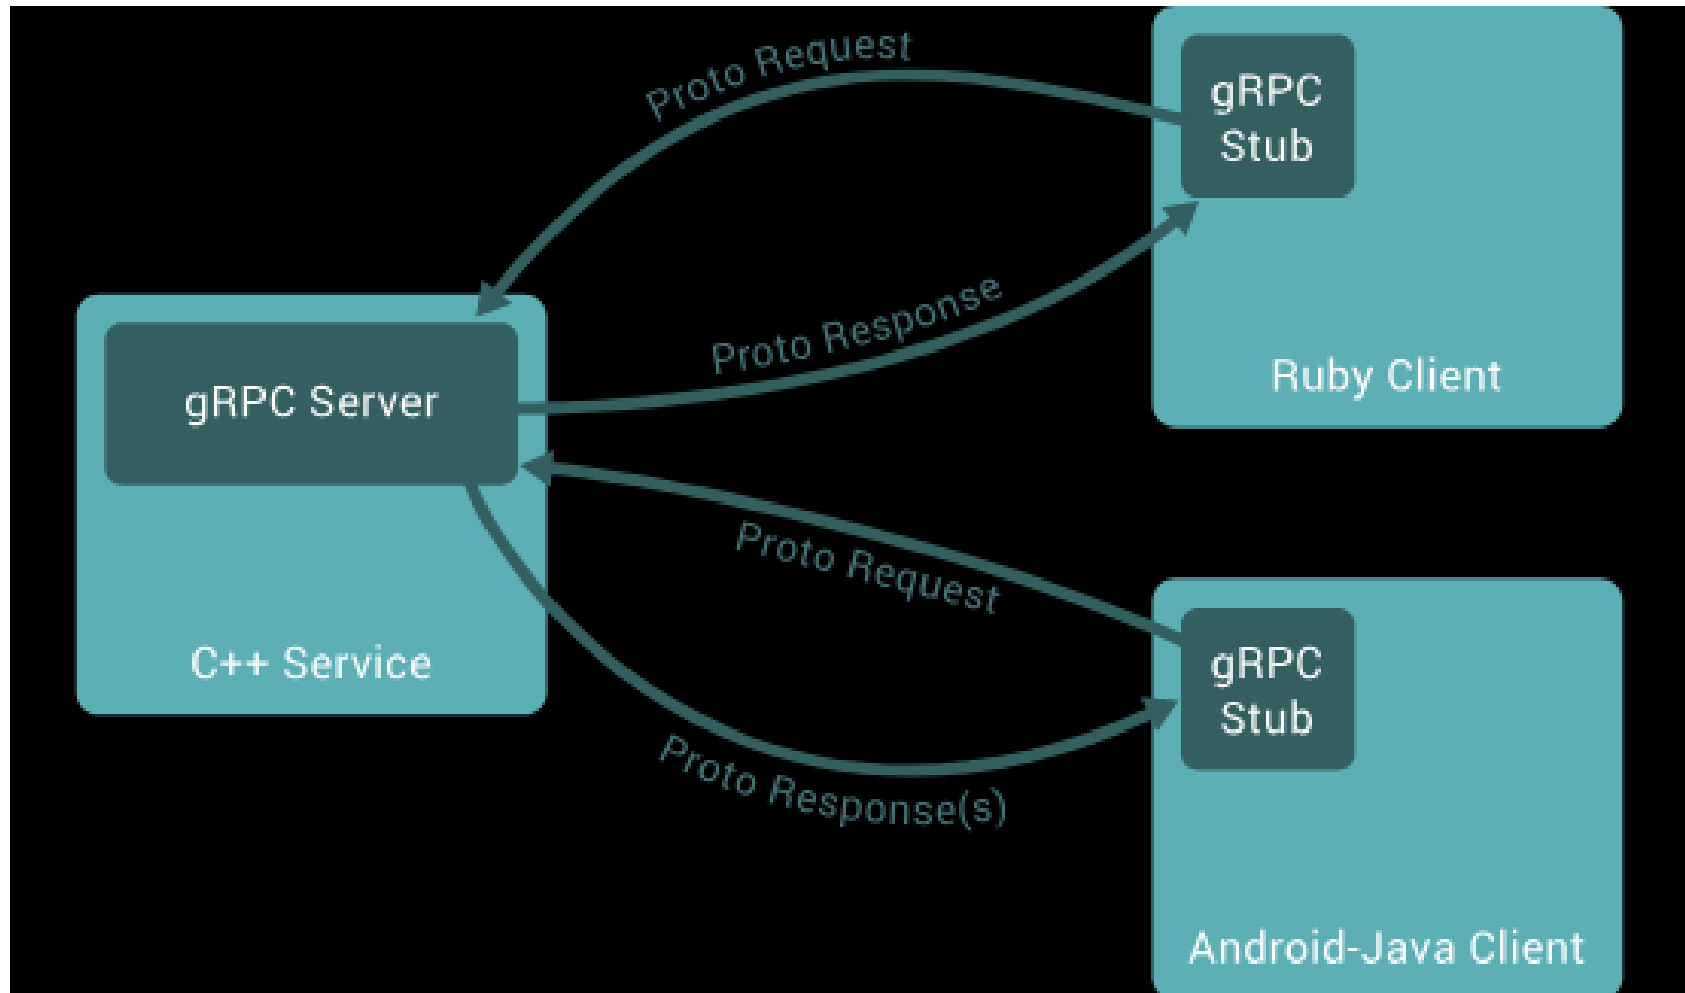 Proto Request
gRPC
Stub
Proto Response
Ruby Client
gRPC Server
C++ Service
Proto Request
gRPC
Stub
Proto Response(s)
Android-Java Client